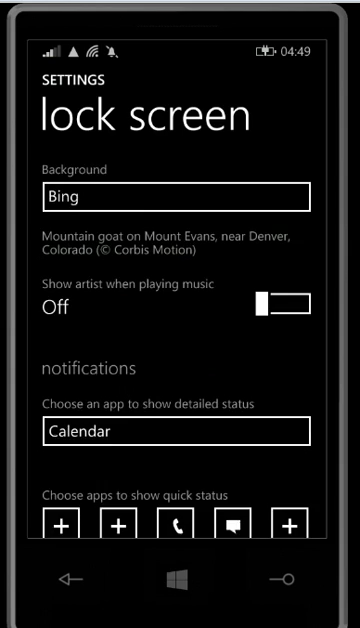 04:49
SETTINGS
lock screen
Background
Bing
Mountain goat on Mount Evans, near Denver,
Colorado (© Corbis Motion)
Show artist when playing music
Off
notifications
Choose an app to show detailed status
Calendar
Choose apps to show quick status